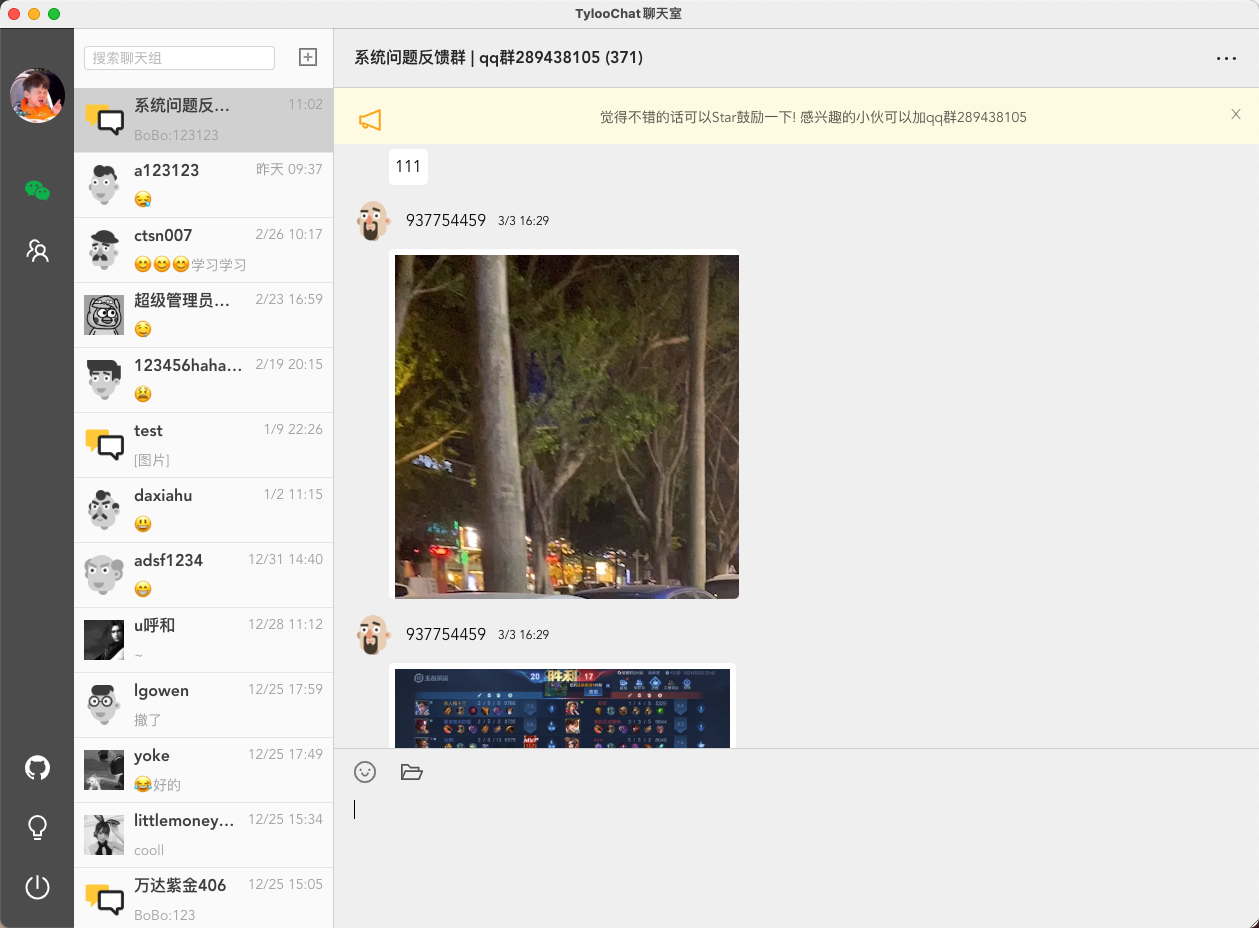 TylooChat聊天室
搜索聊天组
系统问题反...
11:02
BoBo:123123
a123123
昨天 09:37
😪
ctsn007
2/26 10:17
😊😊😊学习学习
超级管理员...
2/23 16:59
123456haha...
2/19 20:15
😫
test
1/9 22:26
[图片]
daxiahu
1/2 11:15
😃
adsf1234
12/31 14:40
😁
u呼和
12/28 11:12
~
lgowen
12/25 17:59
撤了
yoke
12/25 17:49
😂好的
littlemoney...
12/25 15:34
cooll
万达紫金406
12/25 15:05
BoBo:123
系统问题反馈群 | qq群289438105 (371)
觉得不错的话可以Star鼓励一下! 感兴趣的小伙可以加qq群289438105
111
937754459 3/3 16:29
937754459 3/3 16:29
王者荣耀
20 胜利 17
MVP